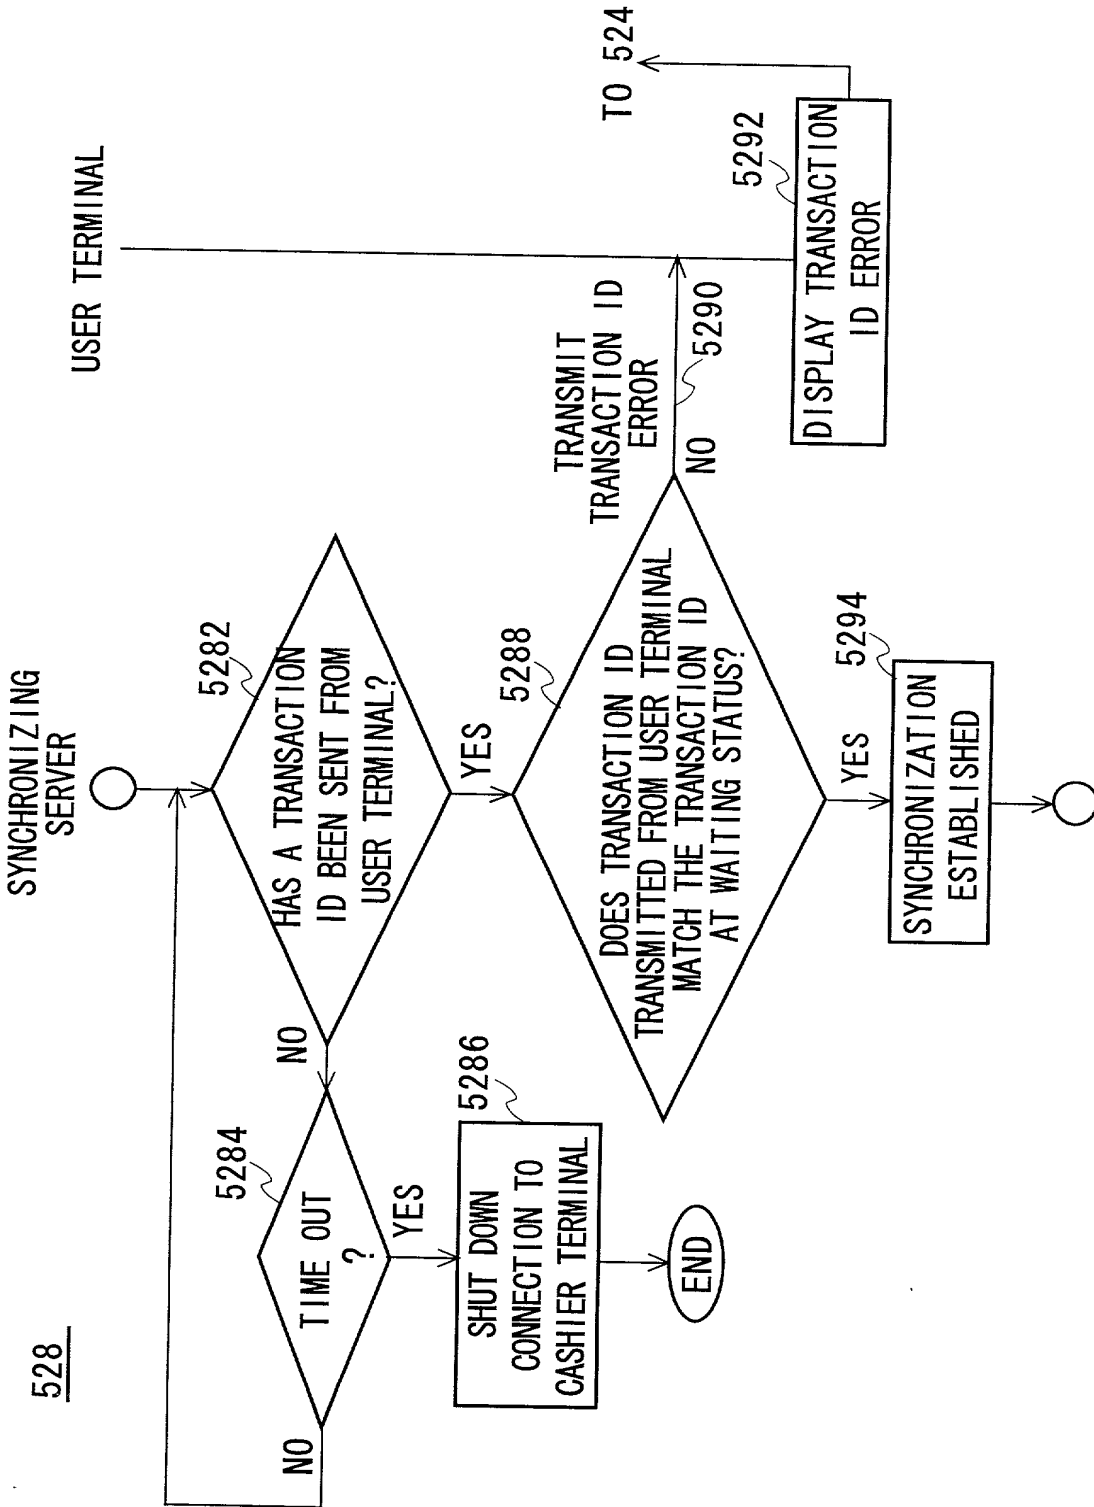 528
SYNCHRONIZING
SERVER
USER TERMINAL
5282
HAS A TRANSACTION
ID BEEN SENT FROM
USER TERMINAL?
NO
YES
5284
TIME OUT
?
NO
YES
5286
SHUT DOWN
CONNECTION TO
CASHIER TERMINAL
END
5288
DOES TRANSACTION ID
TRANSMITTED FROM USER TERMINAL
MATCH THE TRANSACTION ID
AT WAITING STATUS?
NO
YES
TRANSMIT
TRANSACTION ID
ERROR
5290
5292
DISPLAY TRANSACTION
ID ERROR
TO 524
5294
SYNCHRONIZATION
ESTABLISHED